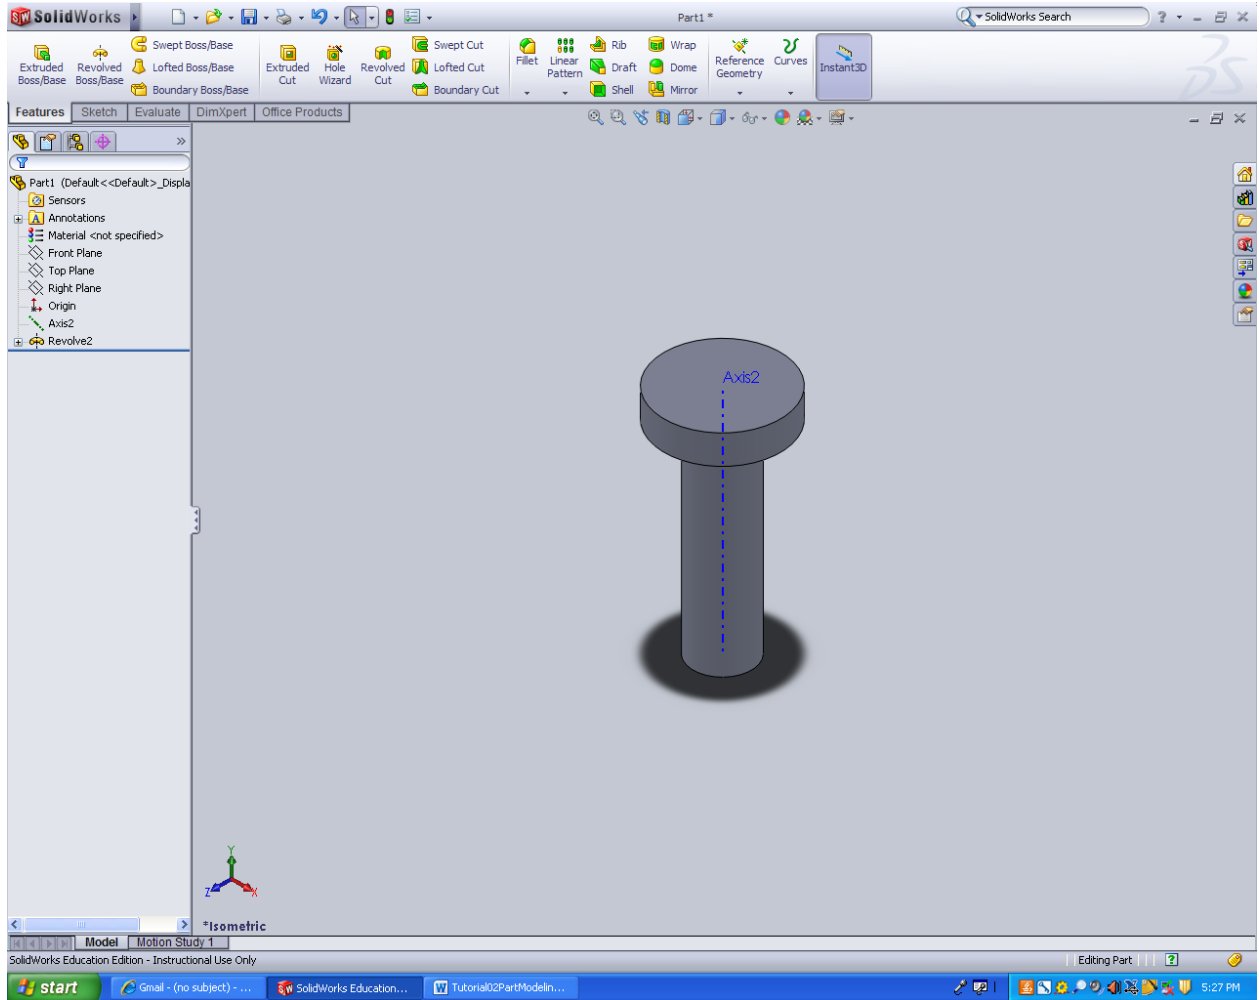 SolidWorks
Part1 *
SolidWorks Search
Extruded Boss/Base
Revolved Boss/Base
Swept Boss/Base
Lofted Boss/Base
Boundary Boss/Base
Extruded Cut
Hole Wizard
Revolved Cut
Swept Cut
Lofted Cut
Boundary Cut
Fillet
Linear Pattern
Rib
Draft
Shell
Wrap
Dome
Mirror
Reference Geometry
Curves
Instant3D
Features Sketch Evaluate DimXpert Office Products
Part1 (Default<<Default>_Displa
Sensors
A Annotations
Material <not specified>
Front Plane
Top Plane
Right Plane
Origin
Axis2
Revolve2
Axis2
Y
Z X
*Isometric
Model Motion Study 1
SolidWorks Education Edition - Instructional Use Only
Editing Part
start
Gmail - (no subject) - ...
SolidWorks Education...
Tutorial02PartModelin...
5:27 PM